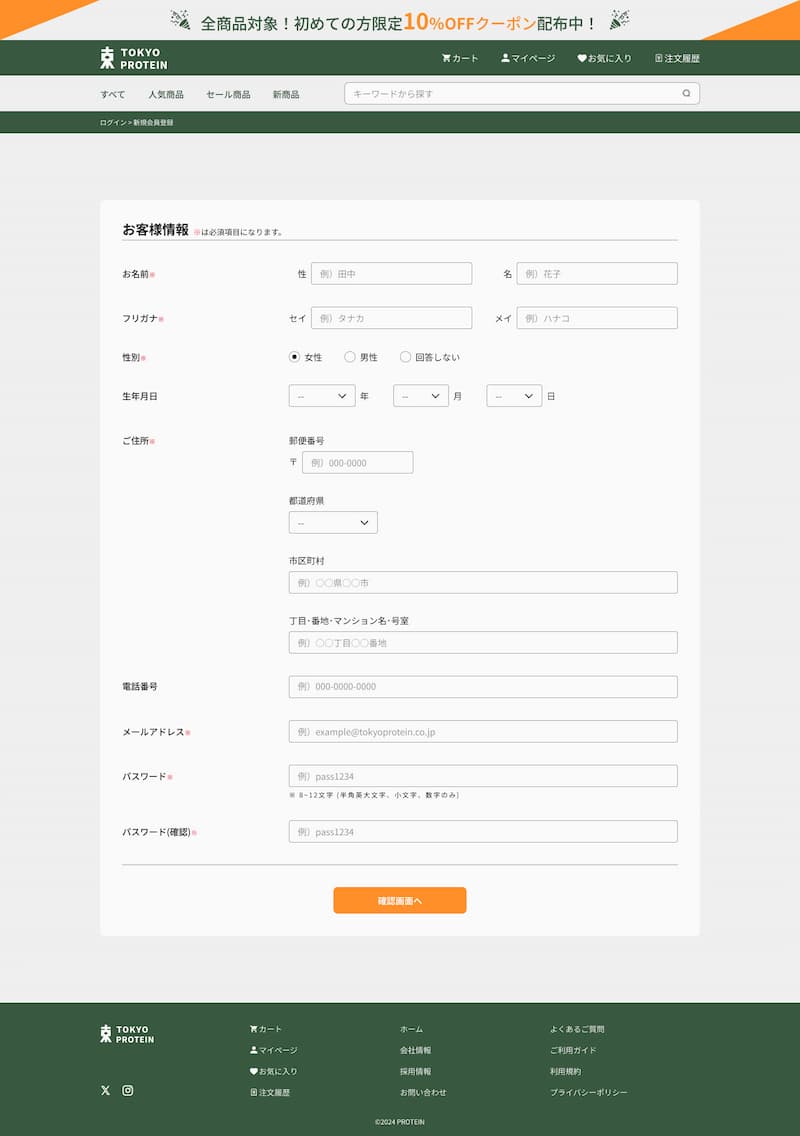 全商品対象！初めての方限定10%OFFクーポン配布中！
TOKYO
PROTEIN
カート マイページ お気に入り 注文履歴
すべて 人気商品 セール商品 新商品 キーワードから探す
ログイン > 新規会員登録
お客様情報 ※は必須項目になります。
お名前※ 性 例）田中 名 例）花子
フリガナ※ セイ 例）タナカ メイ 例）ハナコ
性別※ 女性 男性 回答しない
生年月日 -- 年 -- 月 -- 日
ご住所※ 郵便番号
〒 例）000-0000
都道府県
--
市区町村
例）〇〇県〇〇市
丁目･番地･マンション名･号室
例）〇〇丁目〇〇番地
電話番号 例）000-0000-0000
メールアドレス※ 例）example@tokyoprotein.co.jp
パスワード※ 例）pass1234
※ 8~12文字 (半角英大文字、小文字、数字のみ)
パスワード(確認)※ 例）pass1234
確認画面へ
TOKYO
PROTEIN
カート ホーム よくあるご質問
マイページ 会社情報 ご利用ガイド
お気に入り 採用情報 利用規約
注文履歴 お問い合わせ プライバシーポリシー
©2024 PROTEIN